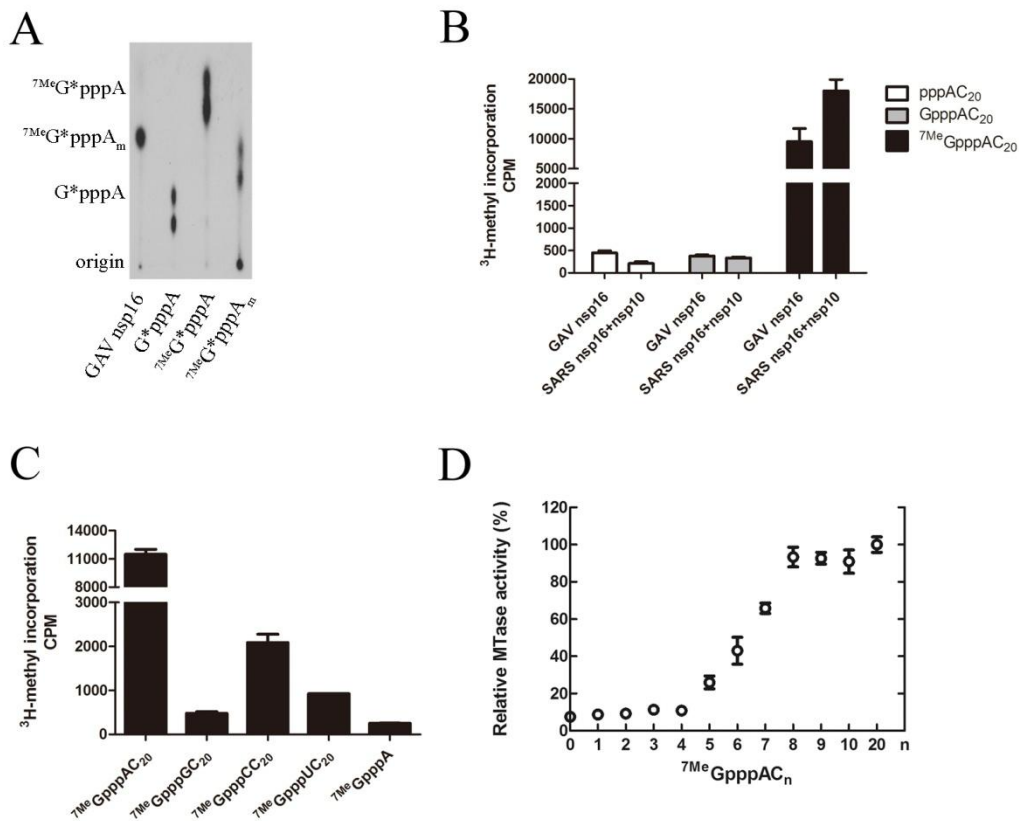 A
7MeG*pppA
7MeG*pppAm
G*pppA
origin
GAV nsp16
G*pppA
7MeG*pppA
7MeG*pppAm
B
3H-methyl incorporation
CPM
20000
15000
10000
5000
2000
1500
1000
500
0
GAV nsp16
SARS nsp16+nsp10
GAV nsp16
SARS nsp16+nsp10
GAV nsp16
SARS nsp16+nsp10
pppAC20
GpppAC20
7MeGpppAC20
C
3H-methyl incorporation
CPM
14000
11000
8000
3000
2000
1000
0
7MeGpppAC20
7MeGpppGC20
7MeGpppCC20
7MeGpppUC20
7MeGpppA
D
Relative MTase activity (%)
120
100
80
60
40
20
0
0 1 2 3 4 5 6 7 8 9 10 20 n
7MeGpppACn